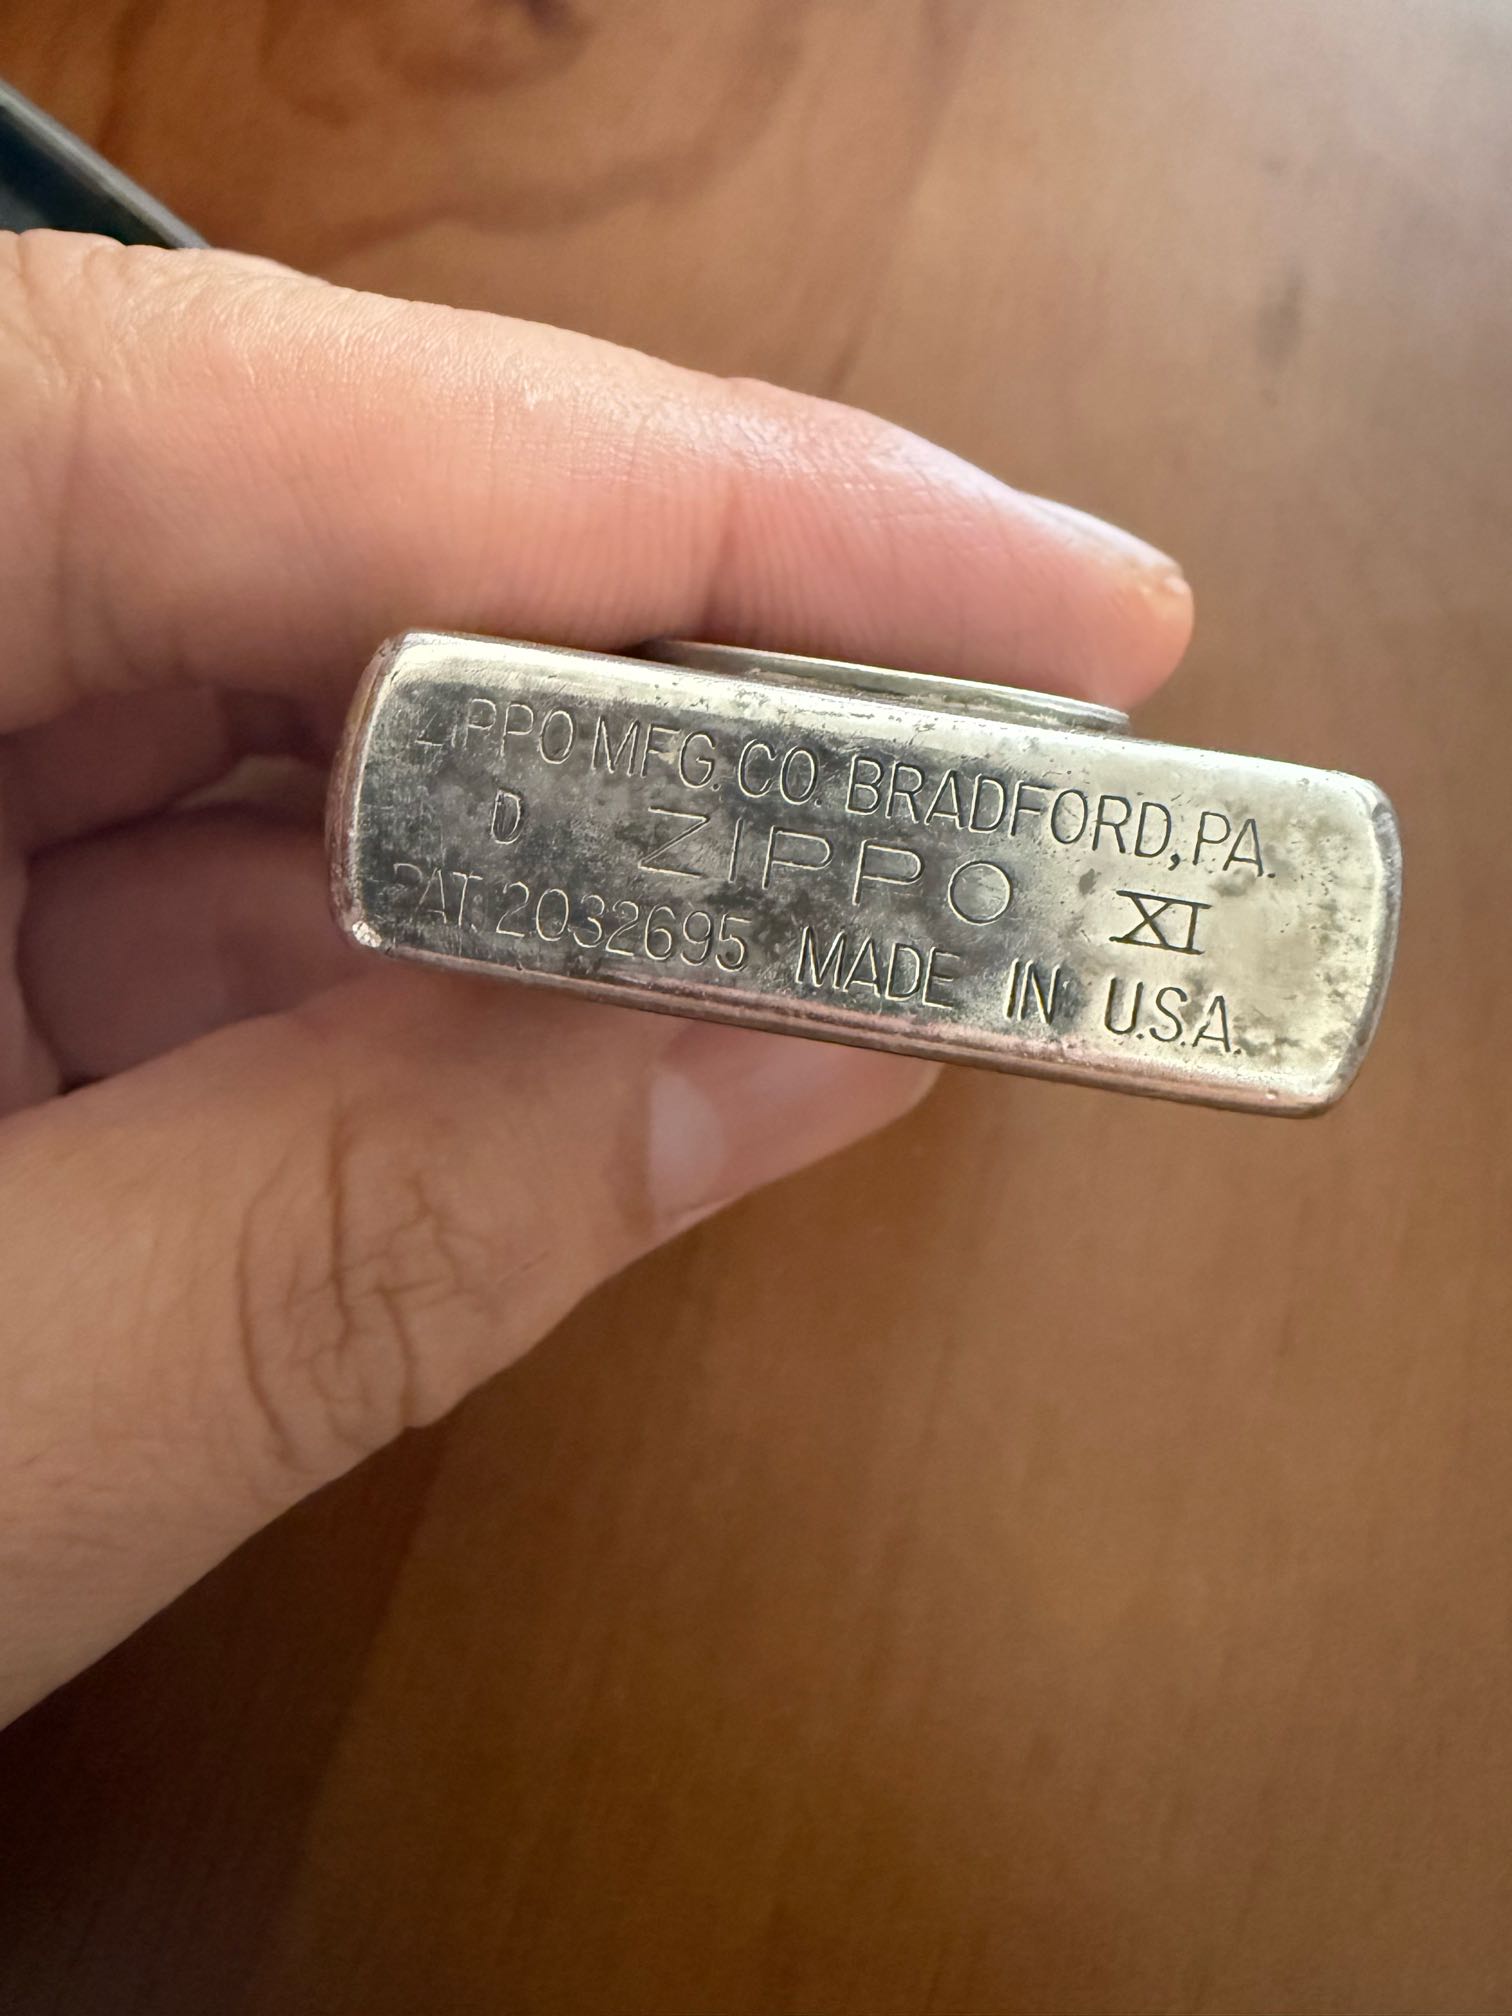 ZIPPO MFG. CO. BRADFORD, PA.
D ZIPPO XI
PAT. 2032695 MADE IN U.S.A.